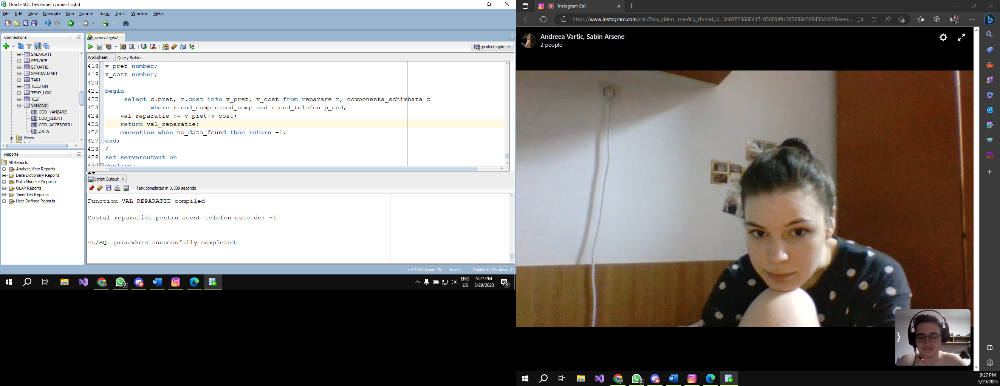 Oracle SQL Developer : proiect sgbd
File Edit View Navigate Run Source Team Tools Window Help
Connections
SALARIATI
SERVICE
SITUATIE
SPECIALIZARI
TARI
TELEFON
TEMP_LOG
TEST
VANZARI
COD_VANZARE
COD_CLIENT
COD_ACCESORIU
DATA
Views
Reports
All Reports
Analytic View Reports
Data Dictionary Reports
Data Modeler Reports
OLAP Reports
TimesTen Reports
User Defined Reports
proiect sgbd
proiect sgbd
Worksheet Query Builder
418 v_pret number;
419 v_cost number;
420
421 begin
422 select c.pret, r.cost into v_pret, v_cost from reparare r, componenta_schimbata c
423 where r.cod_comp=c.cod_comp and r.cod_telefon=p_cod;
424 val_reparatie := v_pret+v_cost;
425 return val_reparatie;
426 exception when no_data_found then return -1;
427 end;
428 /
429 set serveroutput on
430 declare
Script Output
Task completed in 0.389 seconds
Function VAL_REPARATIE compiled
Costul reparatiei pentru acest telefon este de: -1
PL/SQL procedure successfully completed.
Line 425 Column 26 | Insert | Modified | Windows:
2
ENG
US
9:27 PM
5/29/2023
3
Instagram Call
https://www.instagram.com/call/?has_video=true&ig_thread_id=340282366841710300949128369845094334462&serv...
Andreea Vartic, Sabin Arsene
2 people
2
9:27 PM
5/29/2023